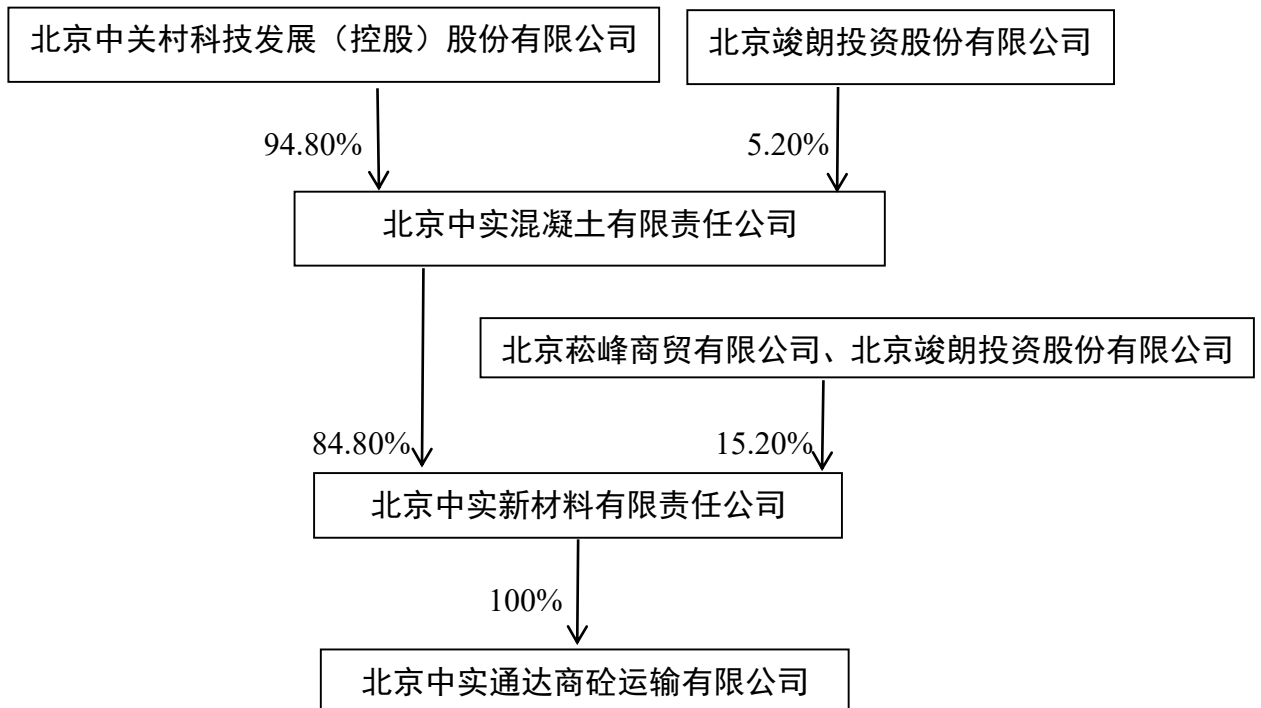 北京中关村科技发展（控股）股份有限公司
北京竣朗投资股份有限公司
94.80%
5.20%
北京中实混凝土有限责任公司
北京菘峰商贸有限公司、北京竣朗投资股份有限公司
84.80%
15.20%
北京中实新材料有限责任公司
100%
北京中实通达商砼运输有限公司